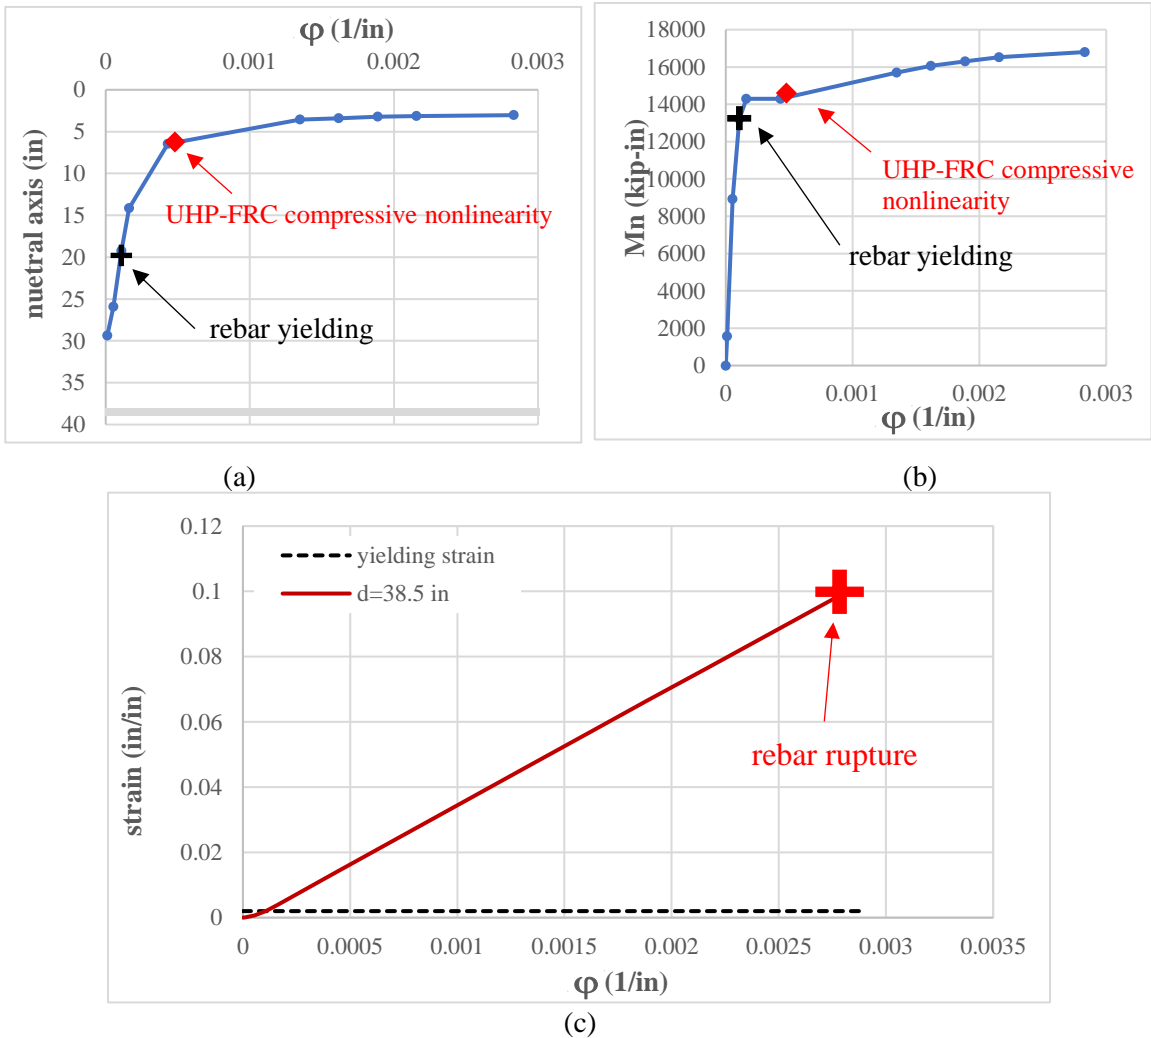 φ (1/in)
0 0.001 0.002 0.003
0
5
10
15
20
25
30
35
40
nuetral axis (in)
UHP-FRC compressive nonlinearity
rebar yielding
(a)
18000
16000
14000
12000
10000
8000
6000
4000
2000
0
Mn (kip-in)
UHP-FRC compressive
nonlinearity
rebar yielding
0 0.001 0.002 0.003
φ (1/in)
(b)
0.12
0.1
0.08
0.06
0.04
0.02
0
strain (in/in)
yielding strain
d=38.5 in
rebar rupture
0 0.0005 0.001 0.0015 0.002 0.0025 0.003 0.0035
φ (1/in)
(c)